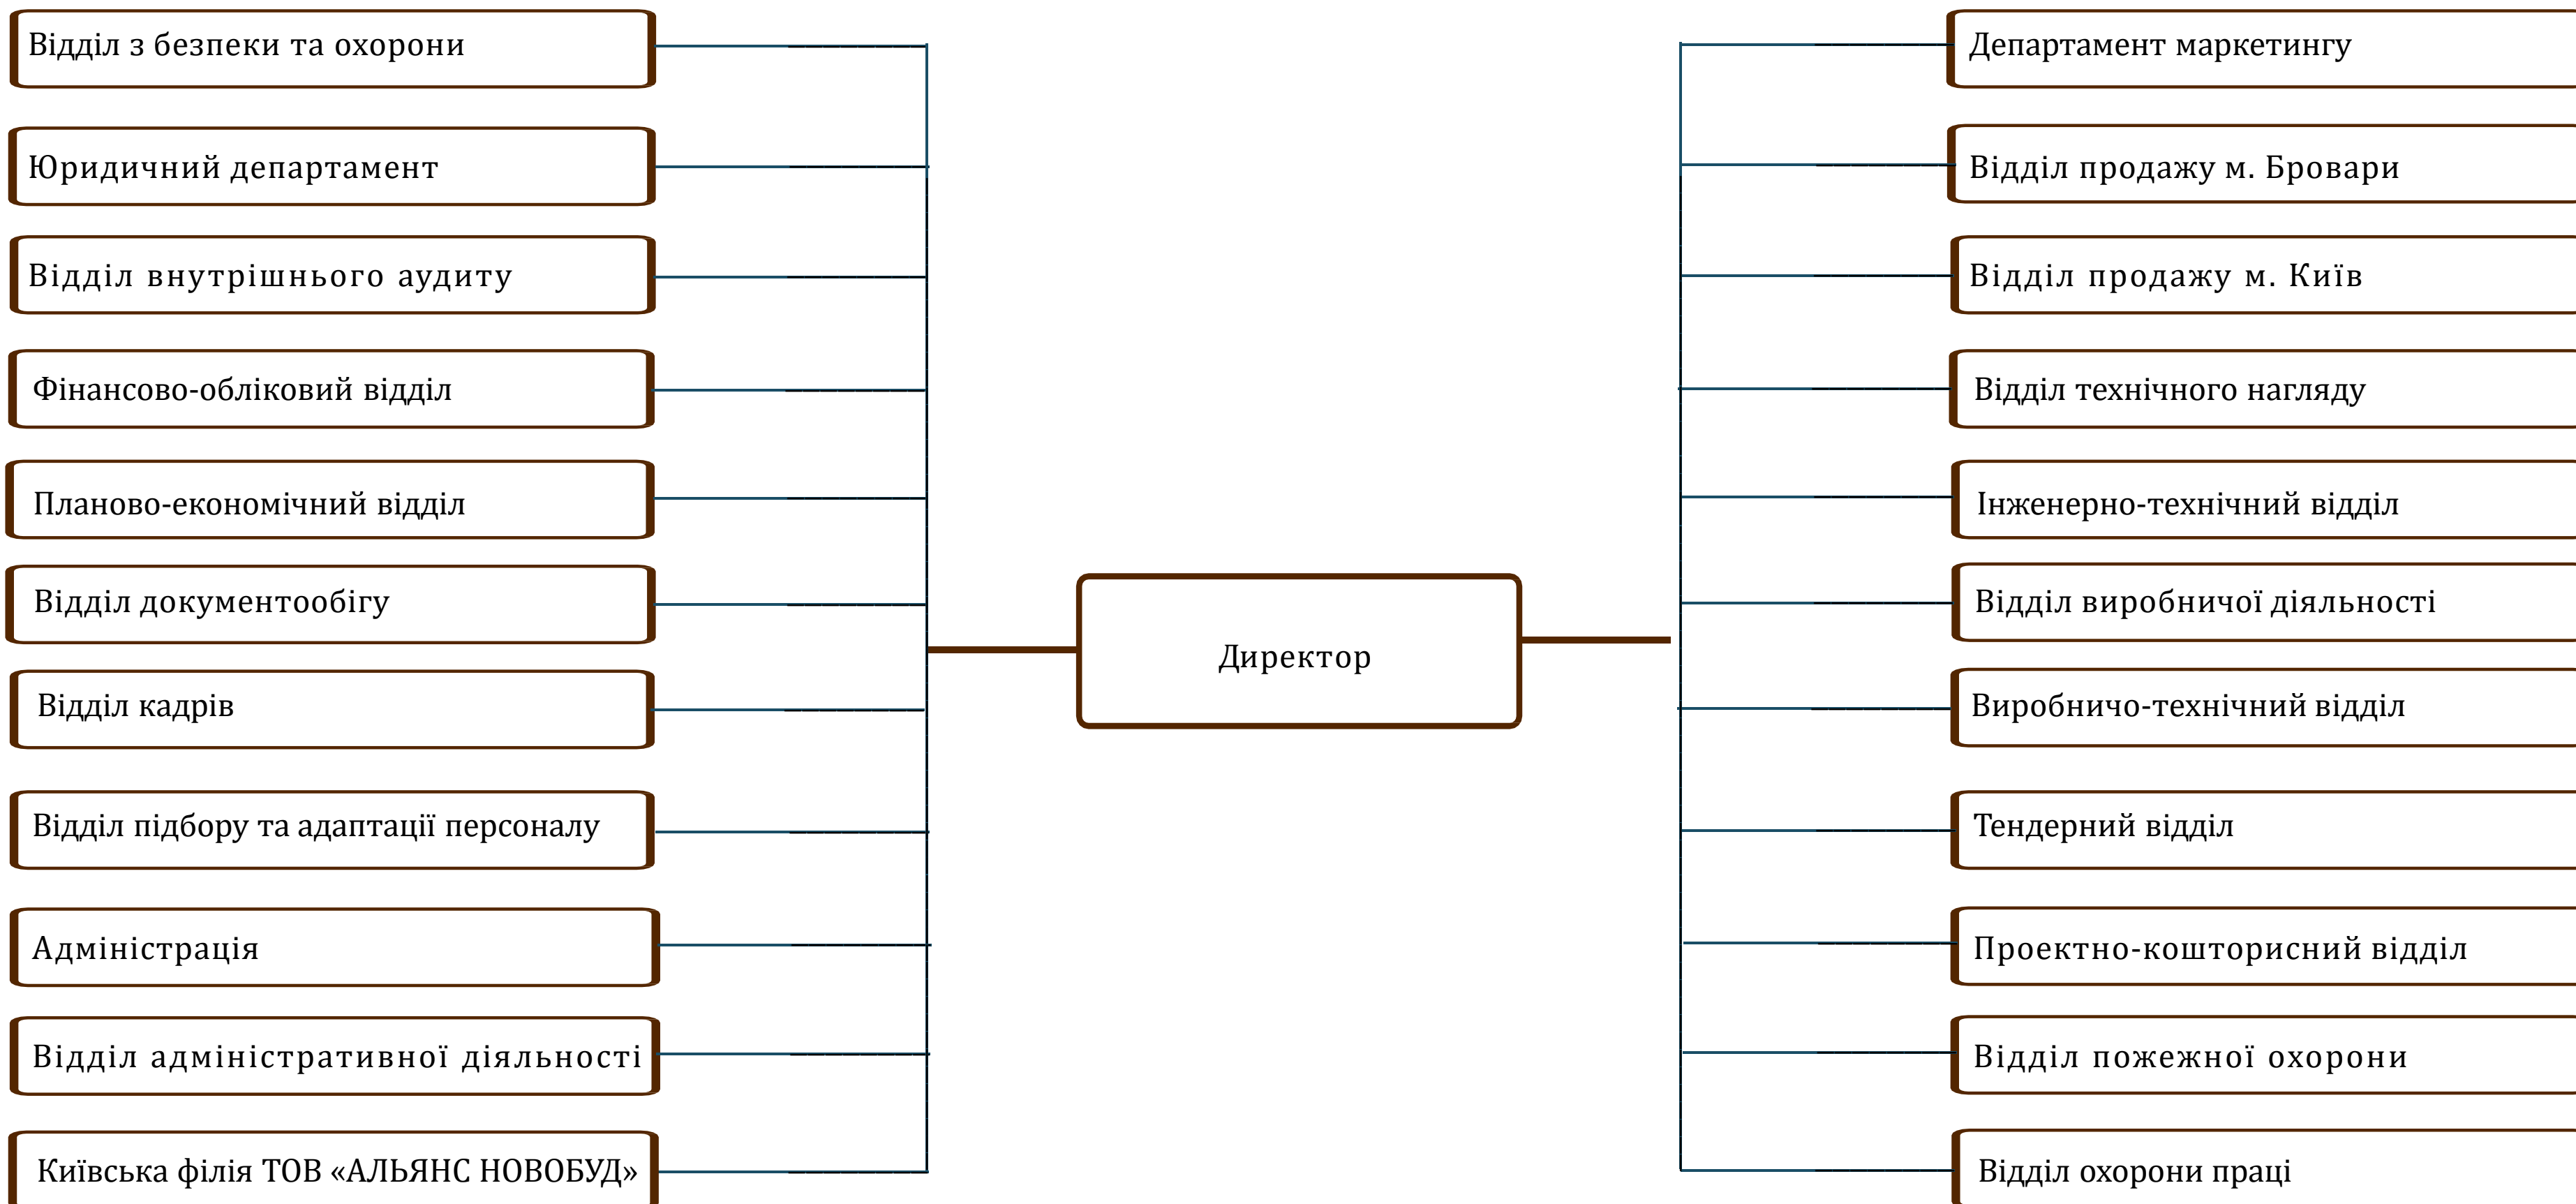 Відділ з безпеки та охорони
Юридичний департамент
Відділ внутрішнього аудиту
Фінансово-обліковий відділ
Планово-економічний відділ
Відділ документообігу
Відділ кадрів
Відділ підбору та адаптації персоналу
Адміністрація
Відділ адміністративної діяльності
Київська філія ТОВ «АЛЬЯНС НОВОБУД»
Директор
Департамент маркетингу
Відділ продажу м. Бровари
Відділ продажу м. Київ
Відділ технічного нагляду
Інженерно-технічний відділ
Відділ виробничої діяльності
Виробничо-технічний відділ
Тендерний відділ
Проектно-кошторисний відділ
Відділ пожежної охорони
Відділ охорони праці